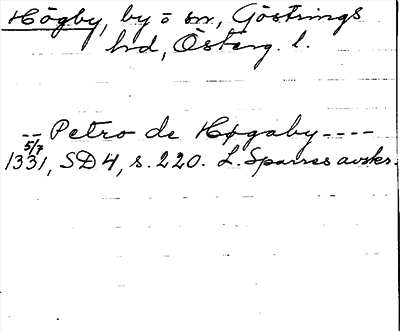 Högby, by o sn, Göstrings
hd, Österg. l.
-- Petro de Høgaby ----
5/7
1331, SD 4, s. 220. L. Sparres avskr.